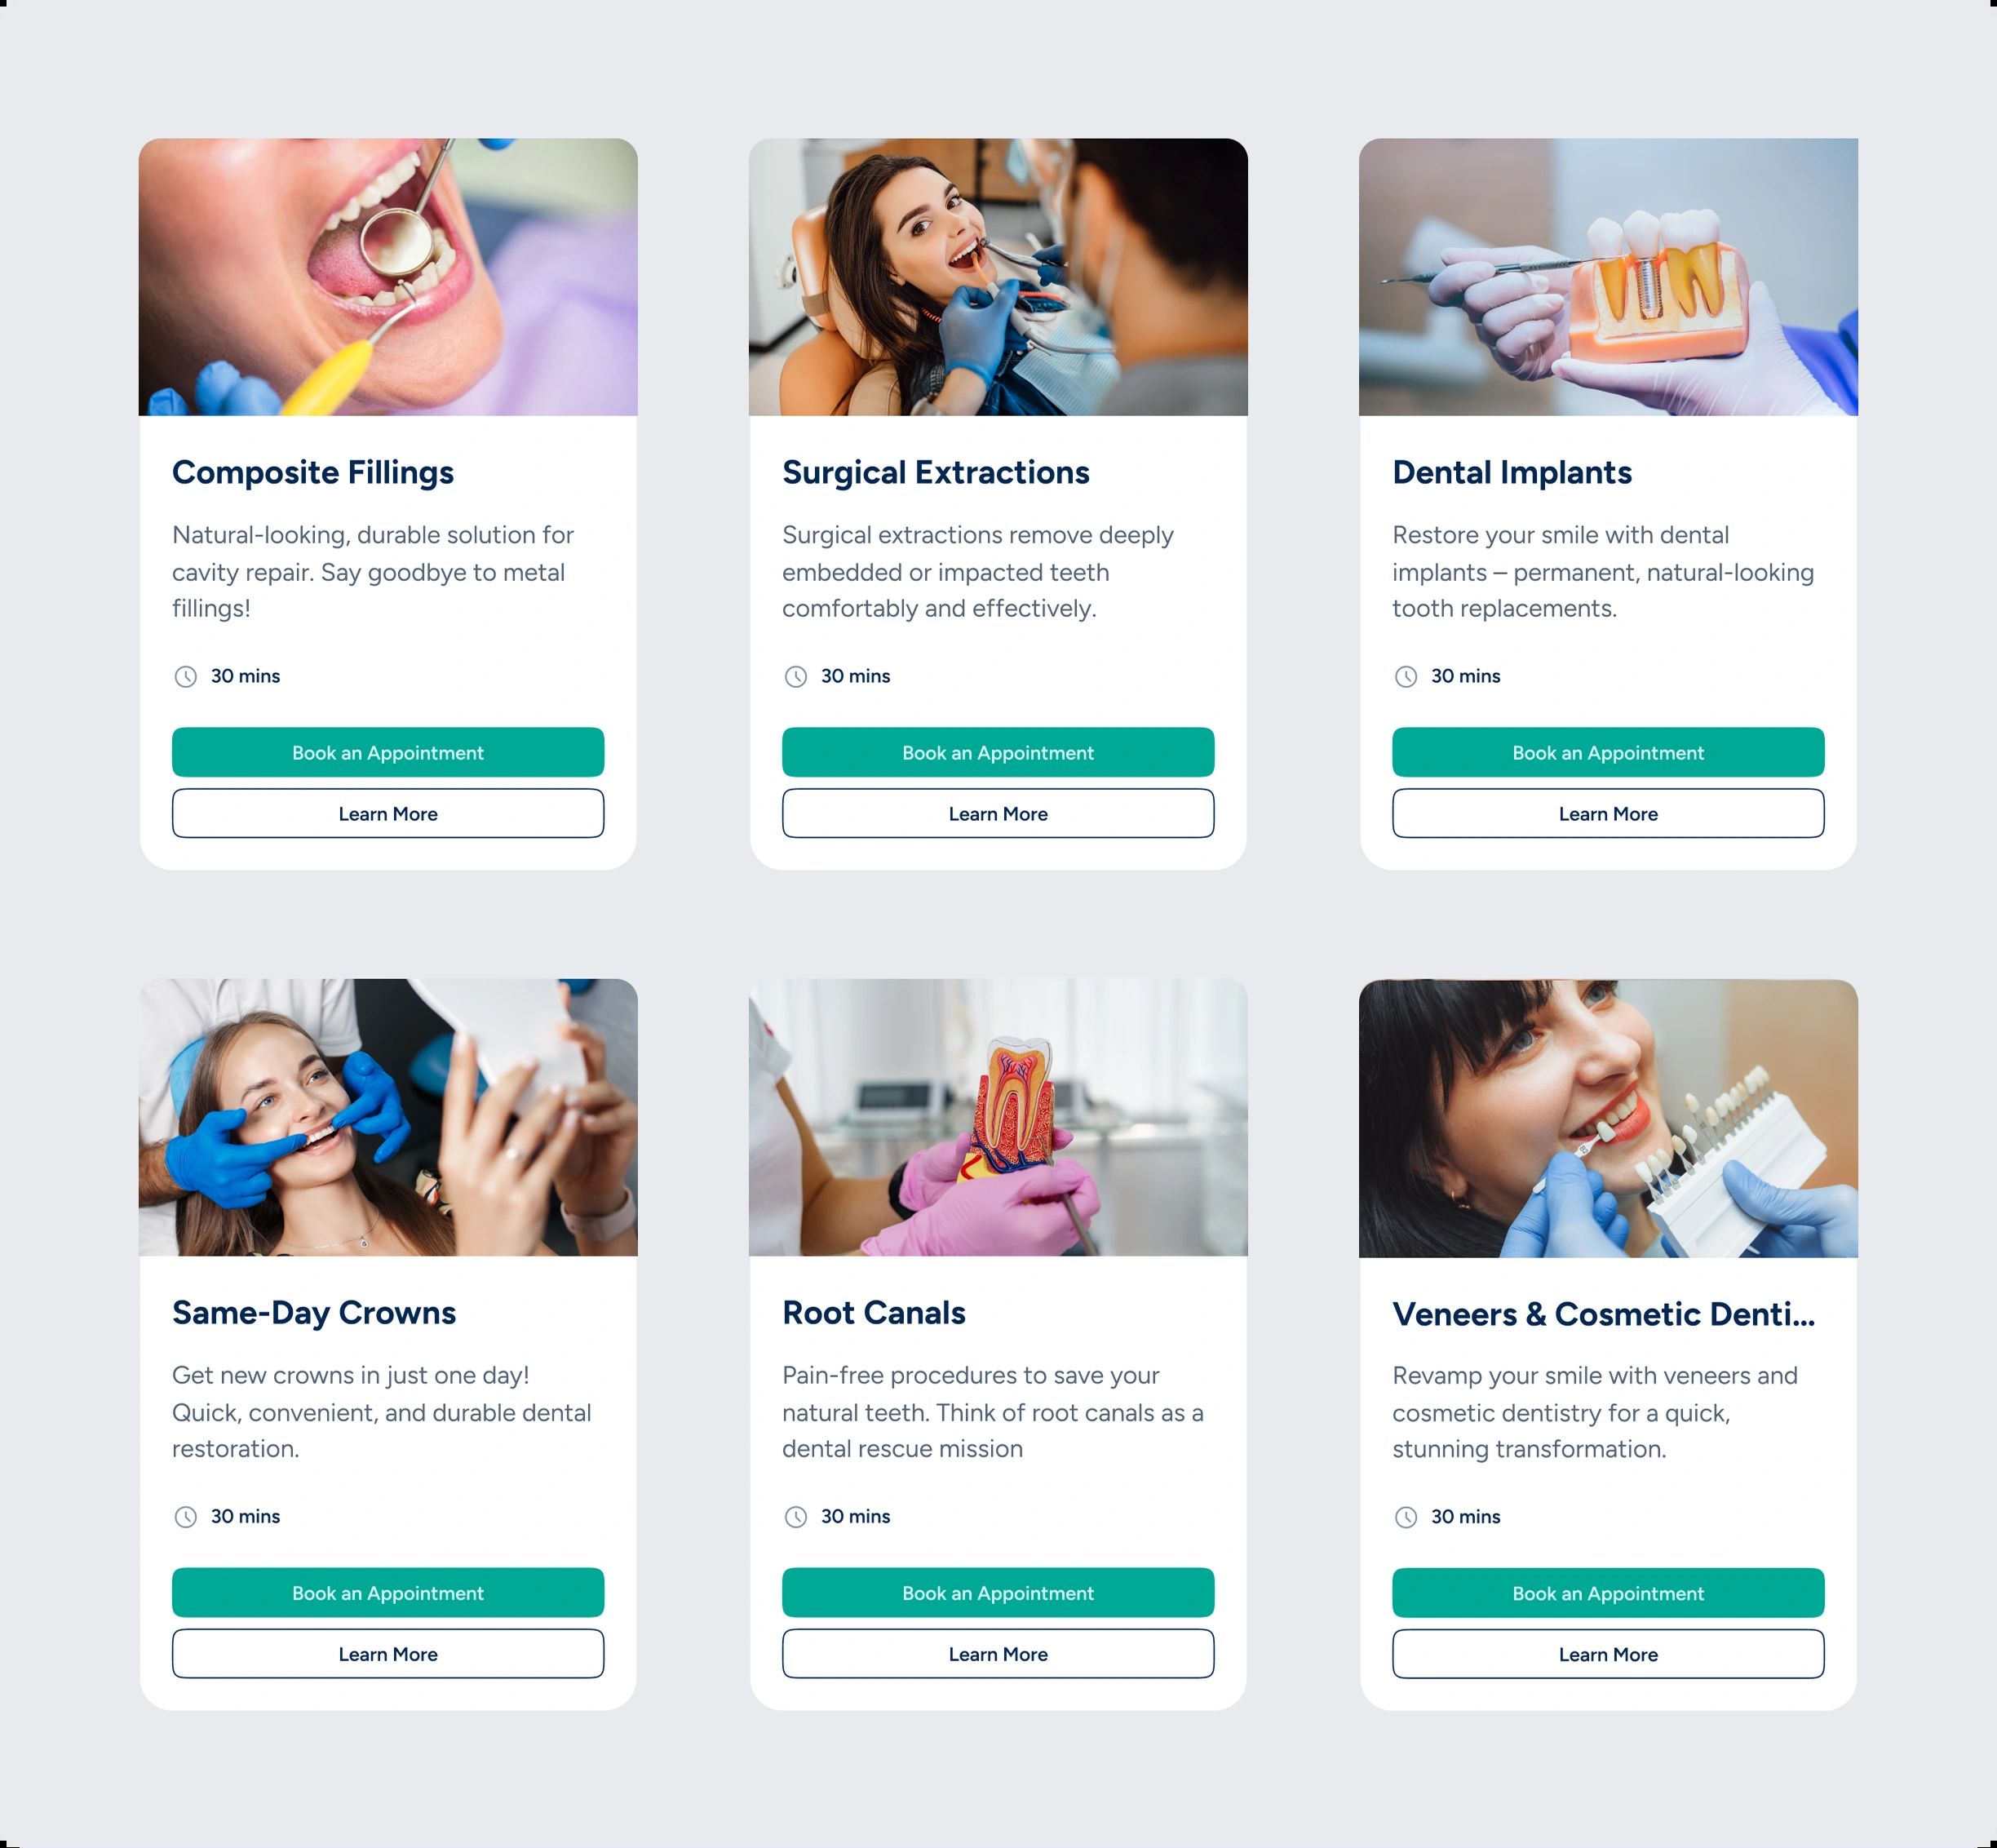 Composite Fillings
Natural-looking, durable solution for
cavity repair. Say goodbye to metal
fillings!
30 mins
Book an Appointment
Learn More
Surgical Extractions
Surgical extractions remove deeply
embedded or impacted teeth
comfortably and effectively.
30 mins
Book an Appointment
Learn More
Dental Implants
Restore your smile with dental
implants – permanent, natural-looking
tooth replacements.
30 mins
Book an Appointment
Learn More
Same-Day Crowns
Get new crowns in just one day!
Quick, convenient, and durable dental
restoration.
30 mins
Book an Appointment
Learn More
Root Canals
Pain-free procedures to save your
natural teeth. Think of root canals as a
dental rescue mission
30 mins
Book an Appointment
Learn More
Veneers & Cosmetic Denti...
Revamp your smile with veneers and
cosmetic dentistry for a quick,
stunning transformation.
30 mins
Book an Appointment
Learn More